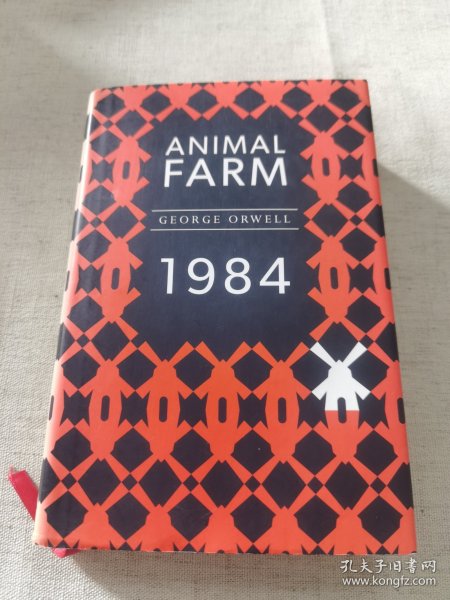 ANIMAL
FARM
GEORGE ORWELL
1984
孔夫子旧书网
www.kongfz.com